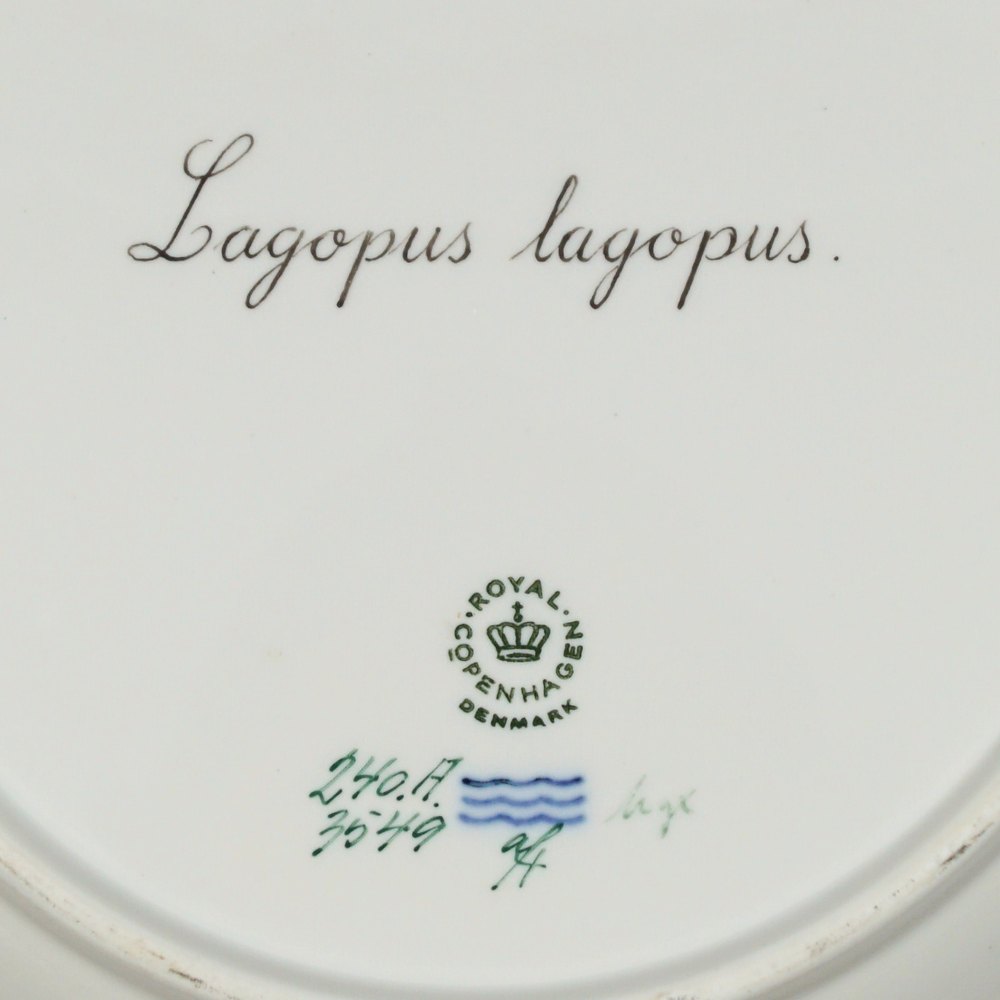 Lagopus lagopus.
ROYAL
COPENHAGEN
DENMARK
240.A.
3549